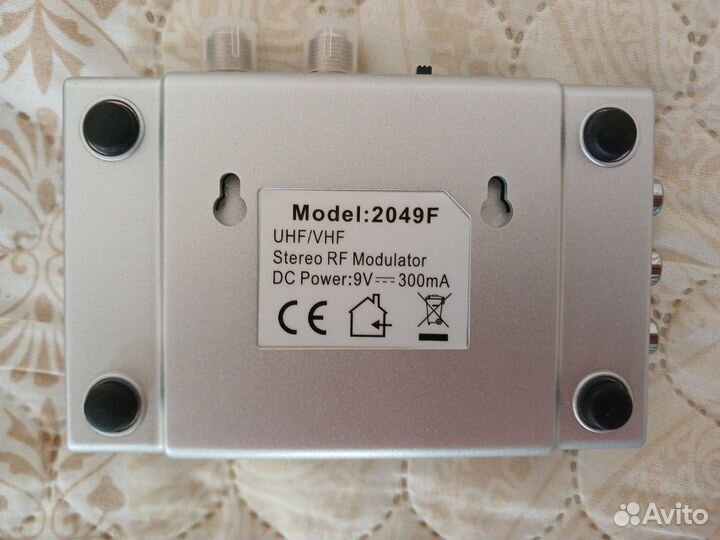 Model:2049F
UHF/VHF
Stereo RF Modulator
DC Power:9V⎓300mA
CE
Avito